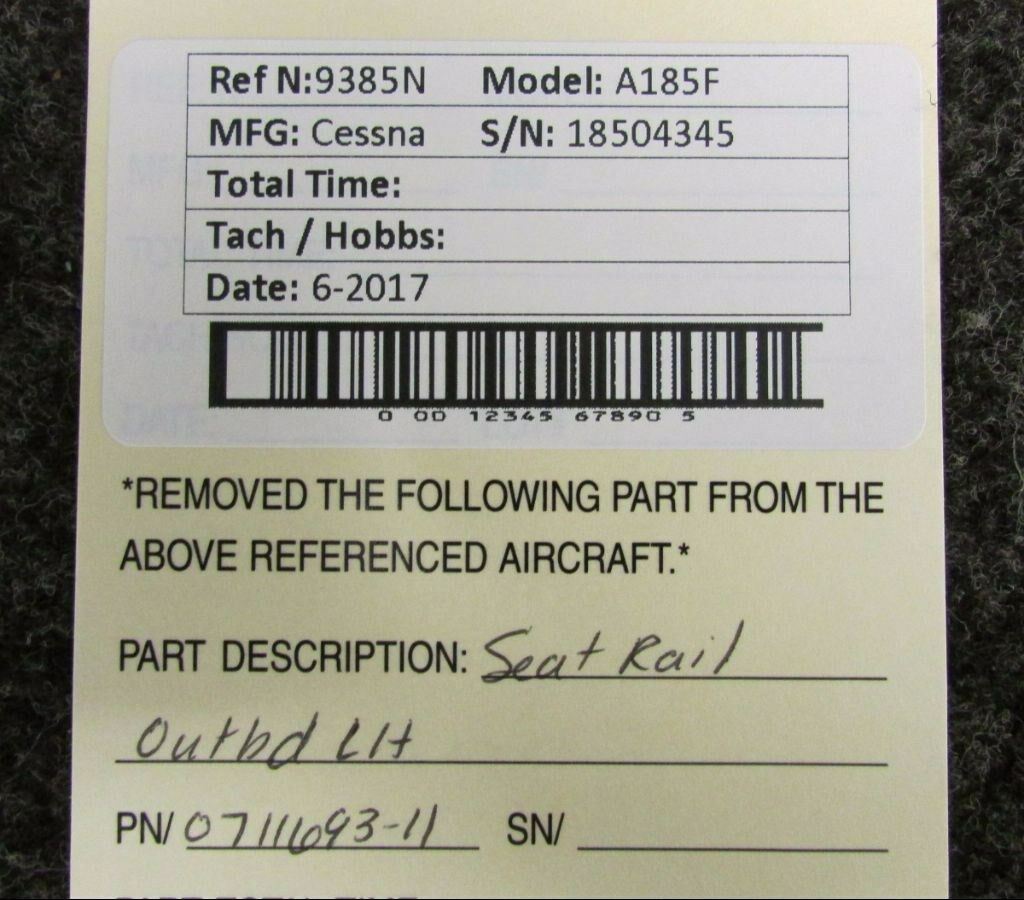 Ref N:9385N Model: A185F
MFG: Cessna S/N: 18504345
Total Time:
Tach / Hobbs:
Date: 6-2017
0 00 12345 67890 5
*REMOVED THE FOLLOWING PART FROM THE
ABOVE REFERENCED AIRCRAFT.*
PART DESCRIPTION: Seat Rail
Outbd LH
PN/ 0711693-11 SN/